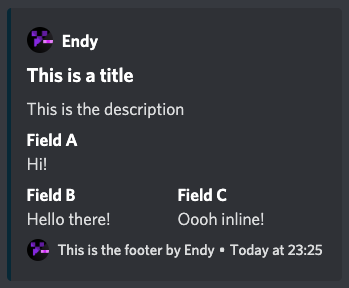 Endy
This is a title
This is the description
Field A
Hi!
Field B Field C
Hello there! Oooh inline!
This is the footer by Endy • Today at 23:25